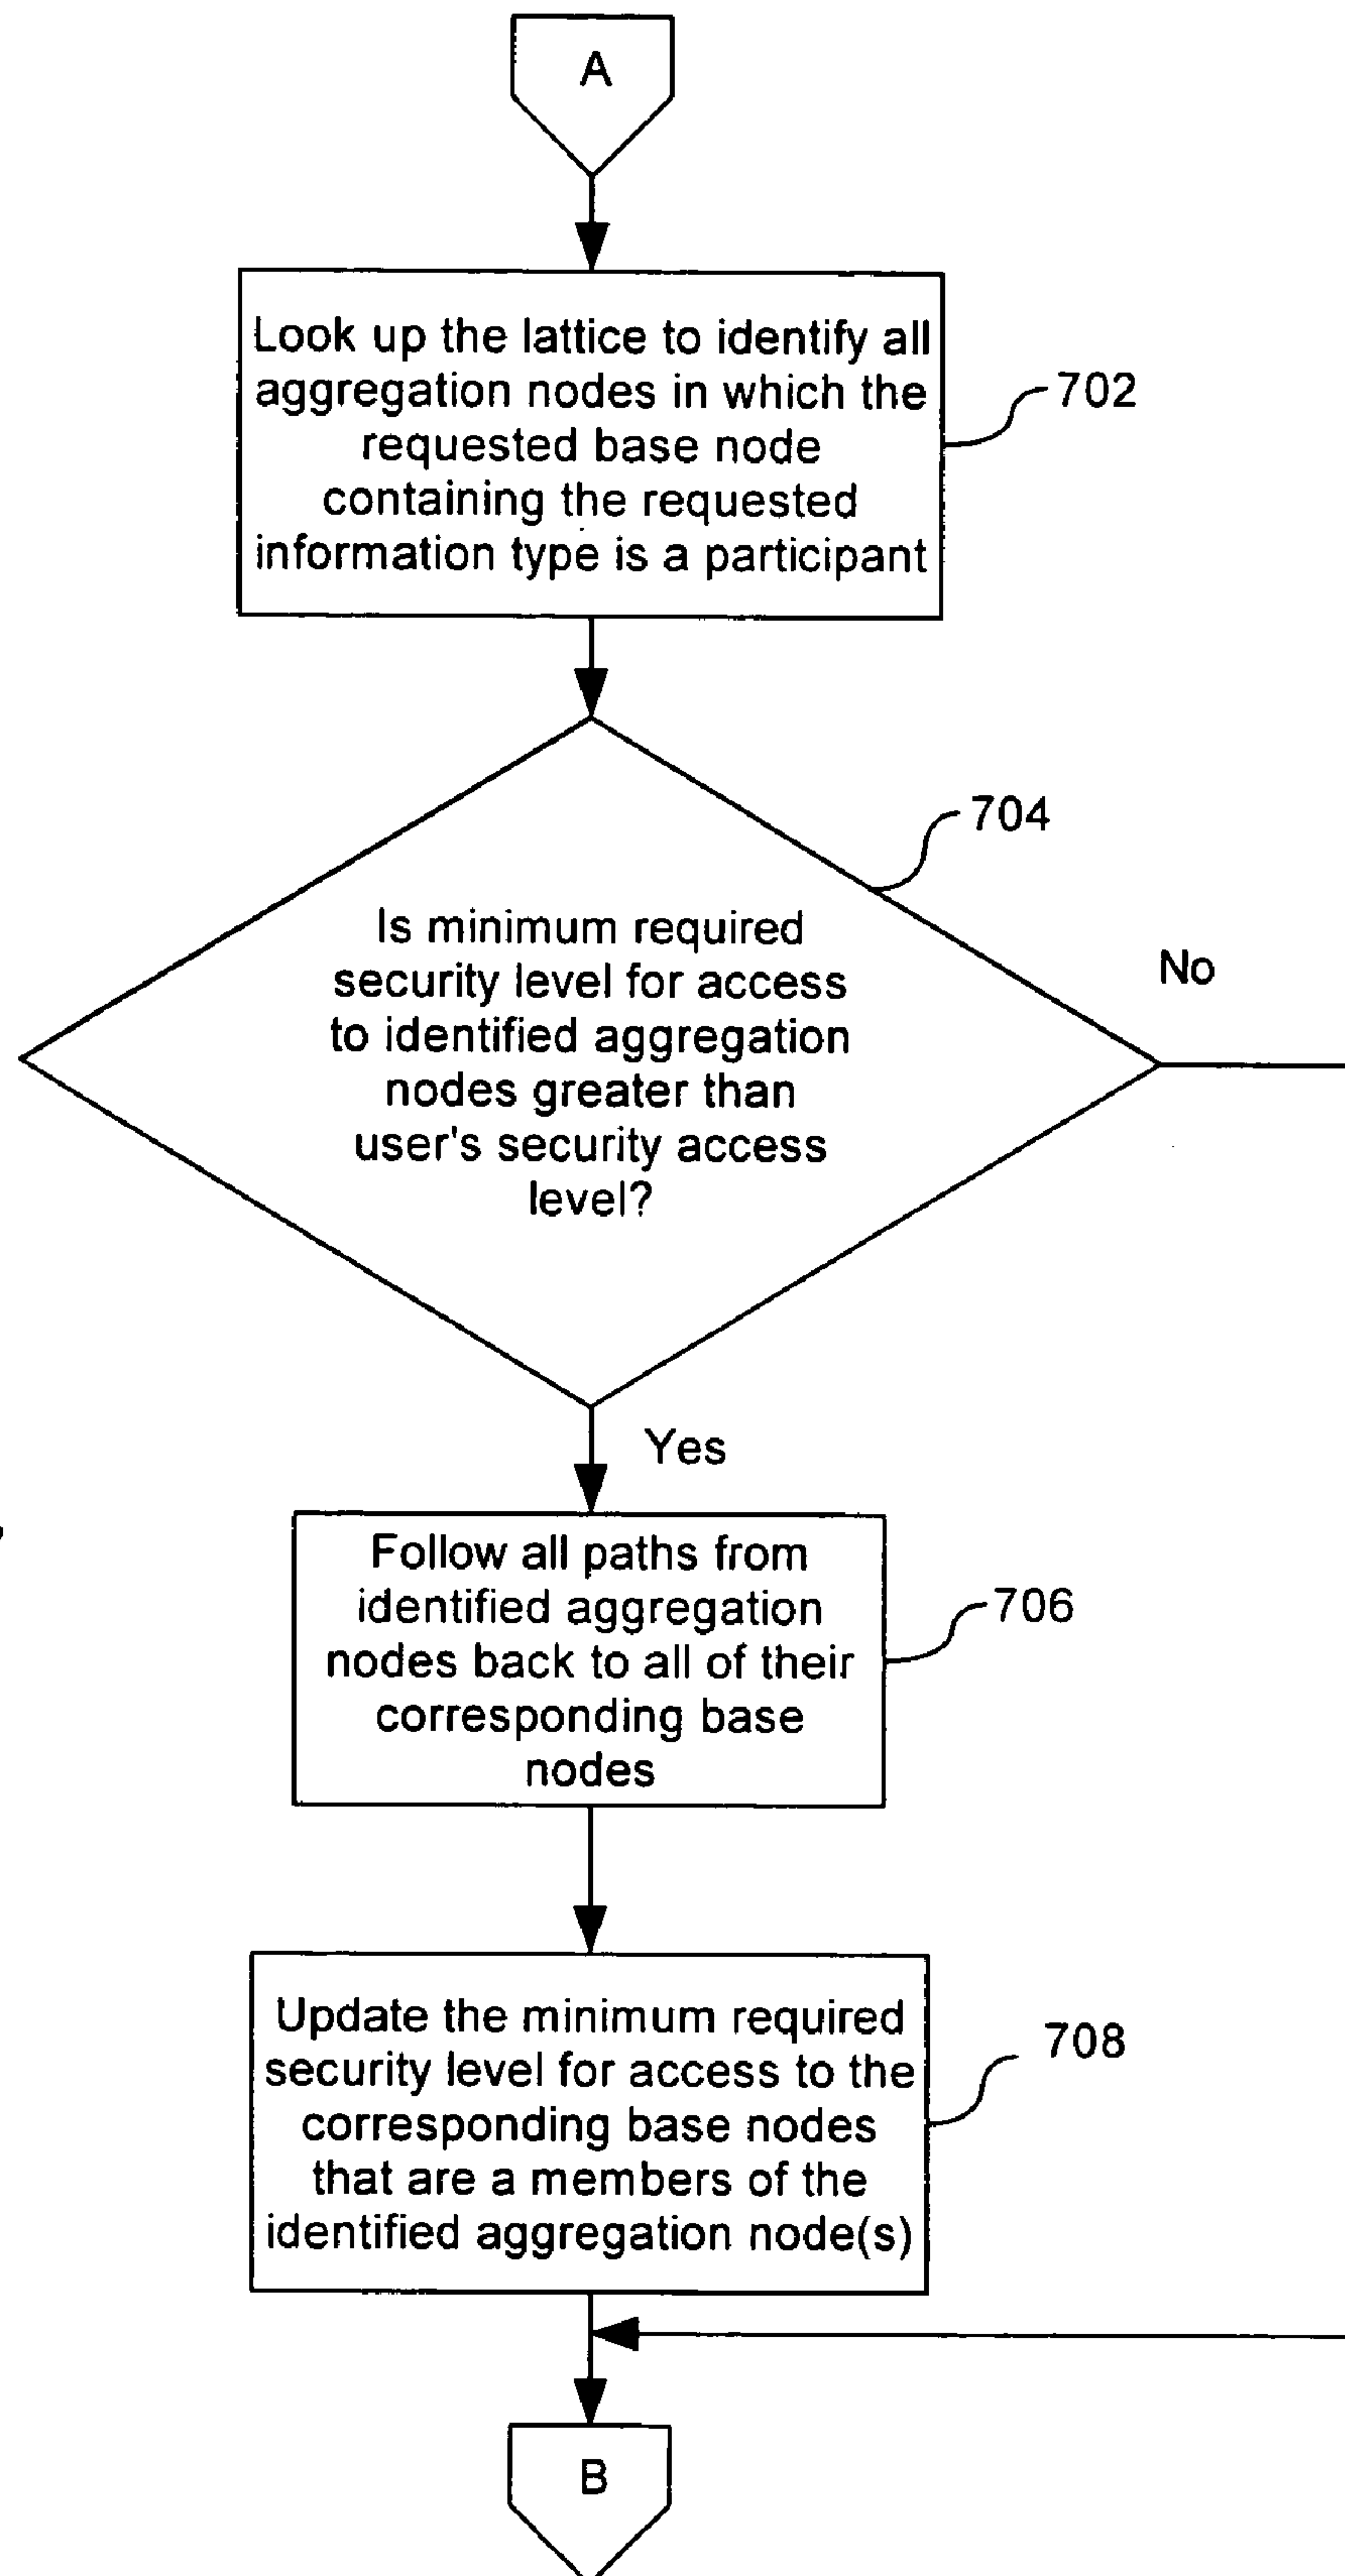 A
Look up the lattice to identify all
aggregation nodes in which the
requested base node
containing the requested
information type is a participant
702
704
Is minimum required
security level for access
to identified aggregation
nodes greater than
user's security access
level?
No
Yes
Follow all paths from
identified aggregation
nodes back to all of their
corresponding base
nodes
706
Update the minimum required
security level for access to the
corresponding base nodes
that are a members of the
identified aggregation node(s)
708
B